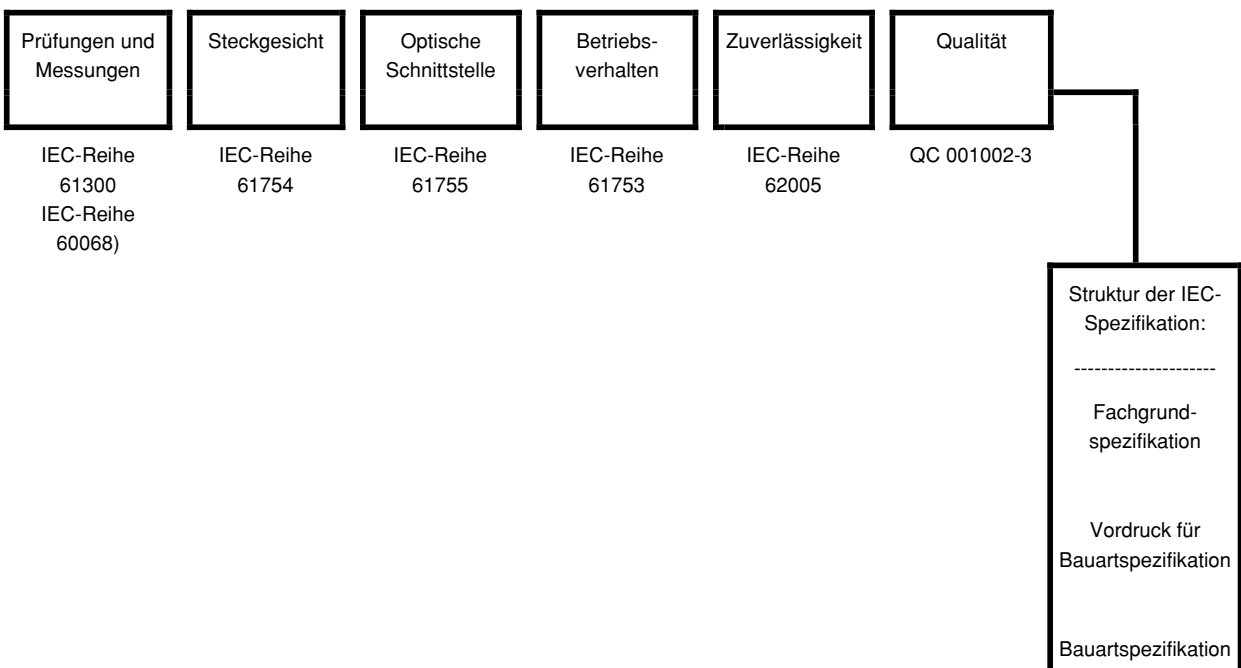 Prüfungen und
Messungen
Steckgesicht
Optische
Schnittstelle
Betriebs-
verhalten
Zuverlässigkeit
Qualität
IEC-Reihe
61300
IEC-Reihe
60068)
IEC-Reihe
61754
IEC-Reihe
61755
IEC-Reihe
61753
IEC-Reihe
62005
QC 001002-3
Struktur der IEC-
Spezifikation:
---------------------
Fachgrund-
spezifikation
Vordruck für
Bauartspezifikation
Bauartspezifikation